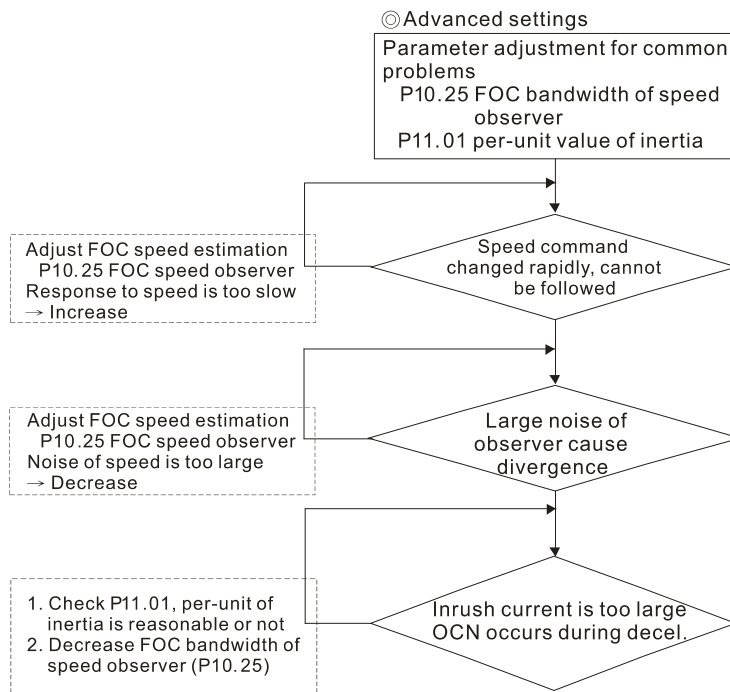 ◎Advanced settings
Parameter adjustment for common
problems
P10.25 FOC bandwidth of speed
observer
P11.01 per-unit value of inertia
Speed command
changed rapidly, cannot
be followed
Adjust FOC speed estimation
P10.25 FOC speed observer
Response to speed is too slow
→ Increase
Large noise of
observer cause
divergence
Adjust FOC speed estimation
P10.25 FOC speed observer
Noise of speed is too large
→ Decrease
Inrush current is too large
OCN occurs during decel.
1. Check P11.01, per-unit of
inertia is reasonable or not
2. Decrease FOC bandwidth of
speed observer (P10.25)